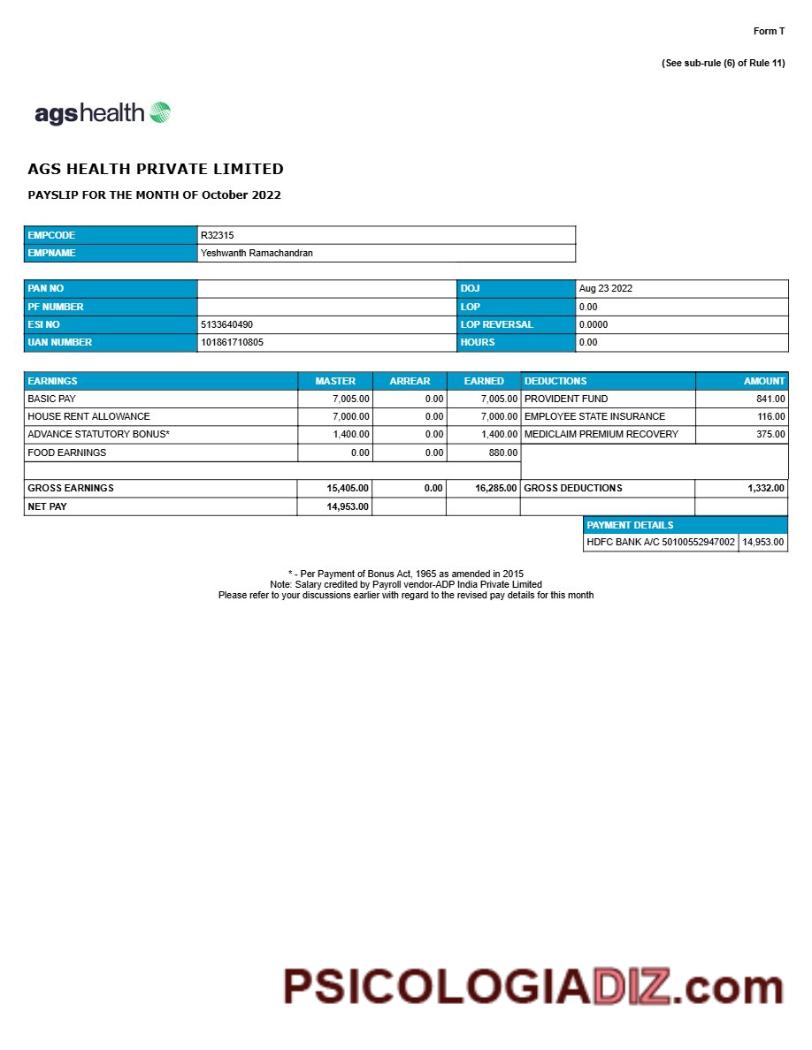 Form T
(See sub-rule (6) of Rule 11)
agshealth
AGS HEALTH PRIVATE LIMITED
PAYSLIP FOR THE MONTH OF October 2022
EMPCODE R32315
EMPNAME Yeshwanth Ramachandran
PAN NO DOJ Aug 23 2022
PF NUMBER LOP 0.00
ESI NO 5133640490 LOP REVERSAL 0.0000
UAN NUMBER 101861710805 HOURS 0.00
EARNINGS MASTER ARREAR EARNED DEDUCTIONS AMOUNT
BASIC PAY 7,005.00 0.00 7,005.00 PROVIDENT FUND 841.00
HOUSE RENT ALLOWANCE 7,000.00 0.00 7,000.00 EMPLOYEE STATE INSURANCE 116.00
ADVANCE STATUTORY BONUS* 1,400.00 0.00 1,400.00 MEDICLAIM PREMIUM RECOVERY 375.00
FOOD EARNINGS 0.00 0.00 880.00
GROSS EARNINGS 15,405.00 0.00 16,285.00 GROSS DEDUCTIONS 1,332.00
NET PAY 14,953.00
PAYMENT DETAILS
HDFC BANK A/C 50100552947002 14,953.00
* - Per Payment of Bonus Act, 1965 as amended in 2015
Note: Salary credited by Payroll vendor-ADP India Private Limited
Please refer to your discussions earlier with regard to the revised pay details for this month
PSICOLOGIADIZ.com